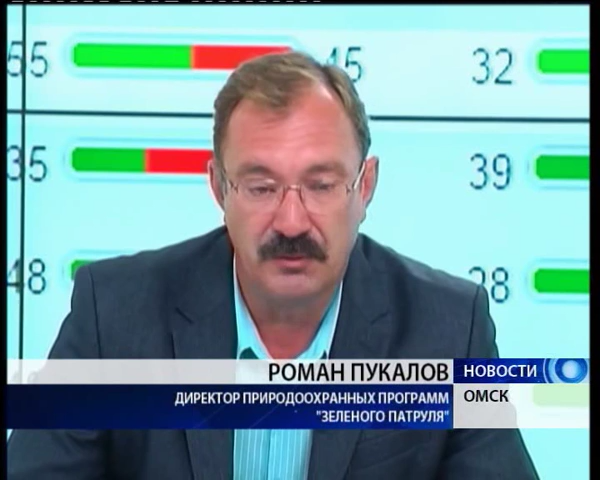 55 45 32
35 39
48 28
РОМАН ПУКАЛОВ
НОВОСТИ
ДИРЕКТОР ПРИРОДООХРАННЫХ ПРОГРАММ
"ЗЕЛЕНОГО ПАТРУЛЯ"
ОМСК